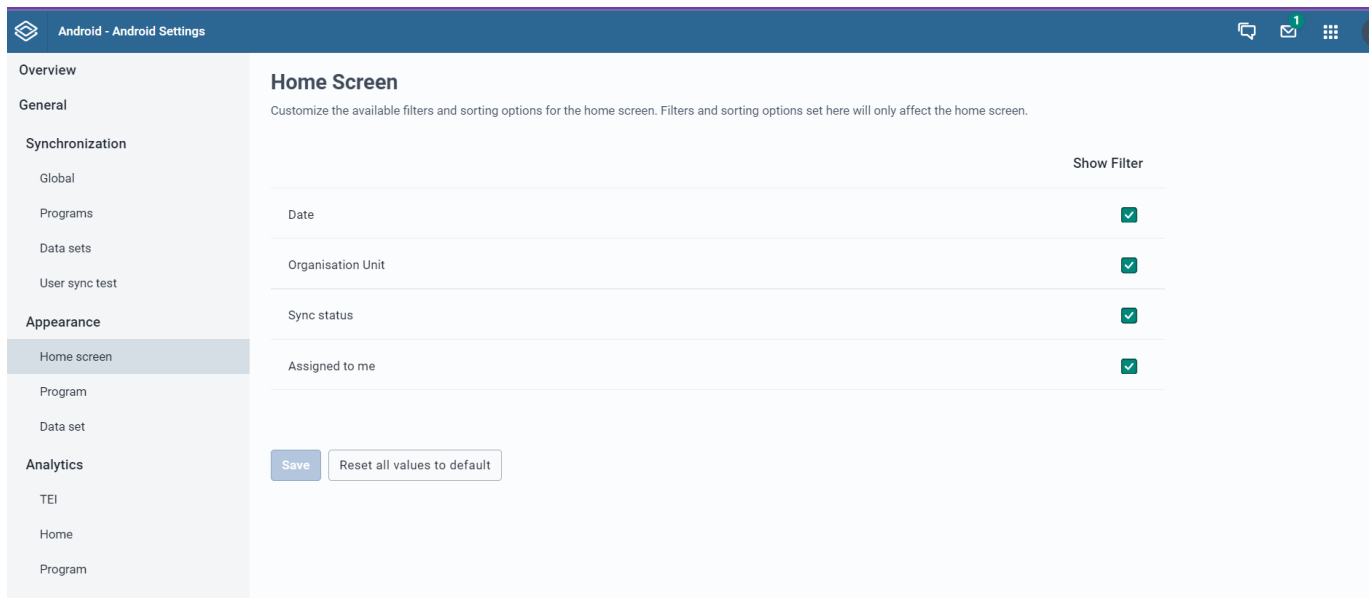 Android - Android Settings
1
Overview
General
Synchronization
Global
Programs
Data sets
User sync test
Appearance
Home screen
Program
Data set
Analytics
TEI
Home
Program
Home Screen
Customize the available filters and sorting options for the home screen. Filters and sorting options set here will only affect the home screen.
Show Filter
Date
Organisation Unit
Sync status
Assigned to me
Save
Reset all values to default